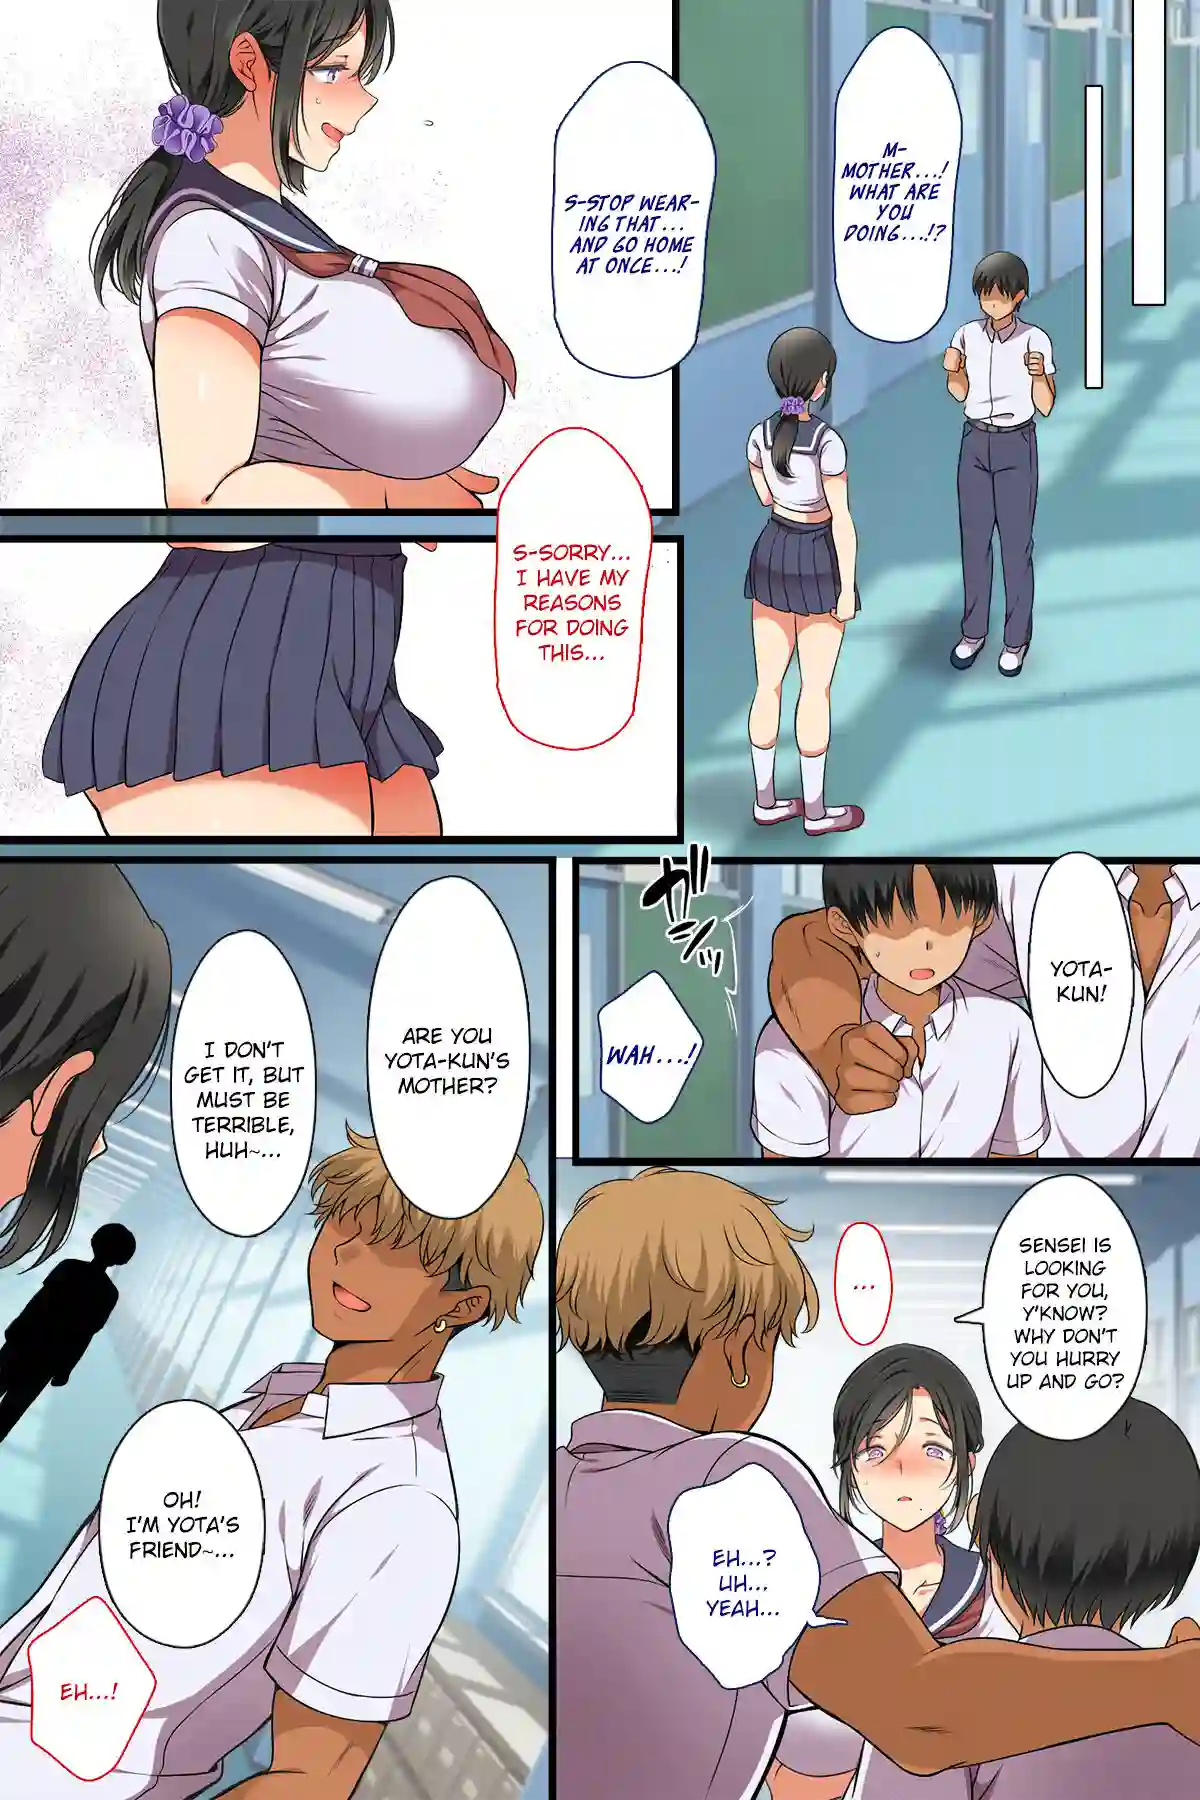 M-
MOTHER...!
WHAT ARE
YOU
DOING...!?
S-STOP WEAR-
ING THAT...
AND GO HOME
AT ONCE...!
S-SORRY...
I HAVE MY
REASONS
FOR DOING
THIS...
YOTA-
KUN!
ガシッ
WAH...!
SENSEI IS
LOOKING
FOR YOU,
Y'KNOW?
WHY DON'T
YOU HURRY
UP AND GO?
...
EH...?
UH...
YEAH...
ARE YOU
YOTA-KUN'S
MOTHER?
I DON'T
GET IT, BUT
MUST BE
TERRIBLE,
HUH~...
OH!
I'M YOTA'S
FRIEND~...
EH...!